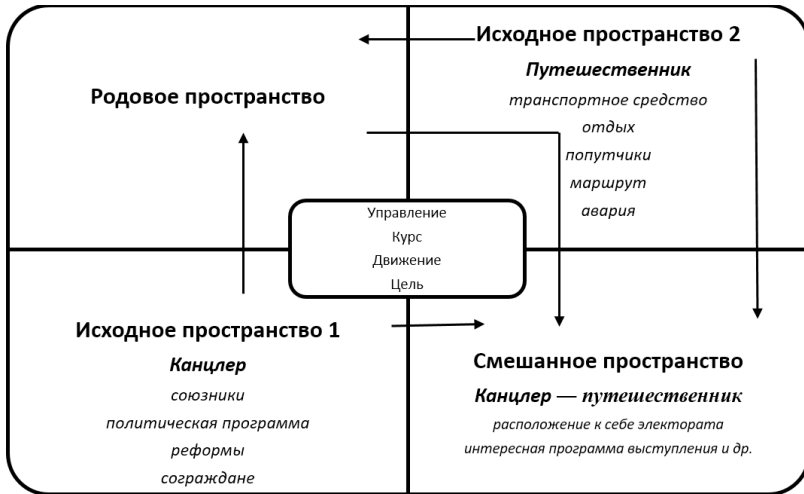 Родовое пространство
Исходное пространство 2
Путешественник
транспортное средство
отдых
попутчики
маршрут
авария
Управление
Курс
Движение
Цель
Исходное пространство 1
Канцлер
союзники
политическая программа
реформы
сограждане
Смешанное пространство
Канцлер — путешественник
расположение к себе электората
интересная программа выступления и др.